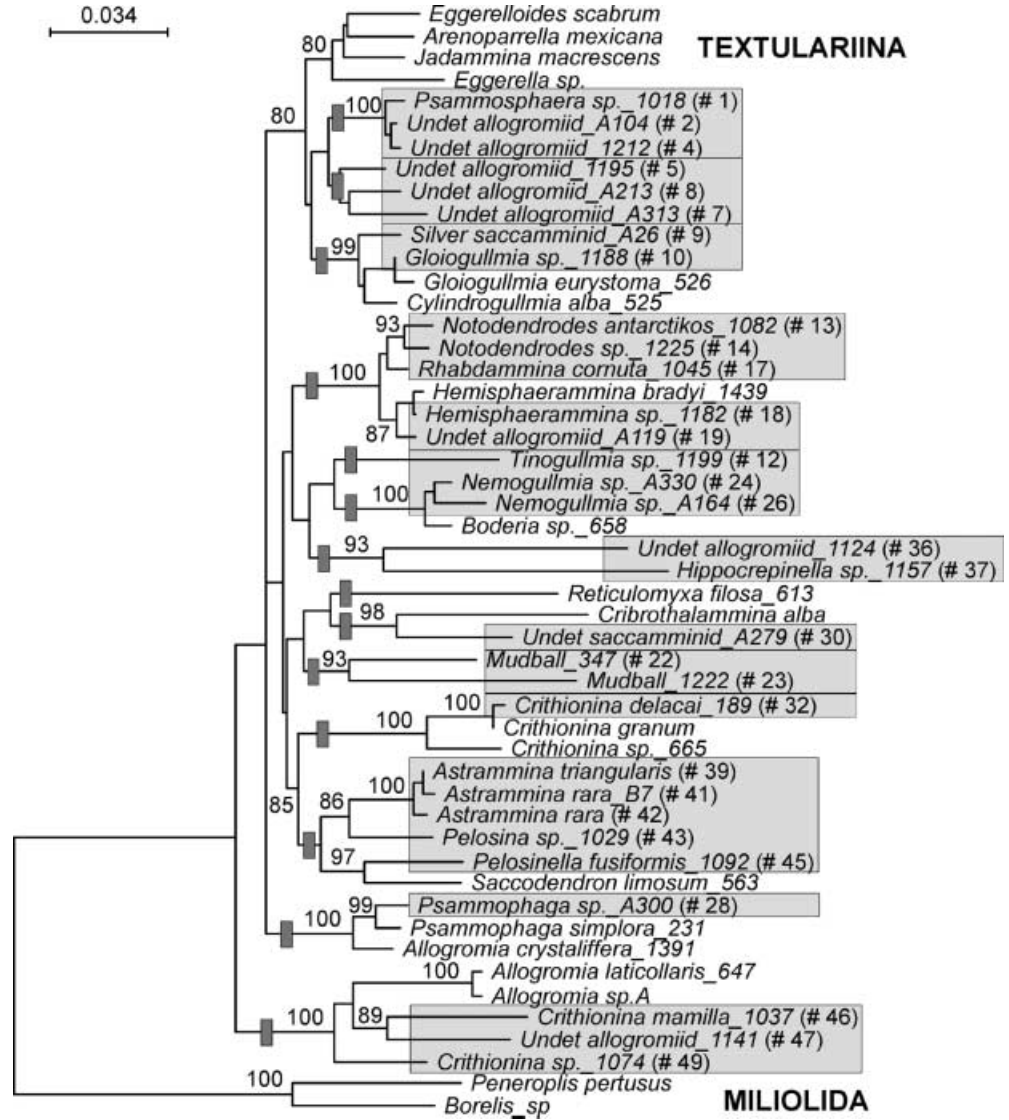 0.034
Eggerelloides scabrum
Arenoparrella mexicana
TEXTULARIINA
80
Jadammina macrescens
Eggerella sp.
80
100
Psammosphaera sp._1018 (# 1)
Undet allogromiid_A104 (# 2)
Undet allogromiid_1212 (# 4)
Undet allogromiid_1195 (# 5)
Undet allogromiid_A213 (# 8)
Undet allogromiid_A313 (# 7)
99
Silver saccamminid_A26 (# 9)
Gloiogullmia sp._1188 (# 10)
Gloiogullmia eurystoma_526
Cylindrogullmia alba_525
93
Notodendrodes antarctikos_1082 (# 13)
Notodendrodes sp._1225 (# 14)
100
Rhabdammina cornuta_1045 (# 17)
Hemisphaerammina bradyi_1439
Hemisphaerammina sp._1182 (# 18)
87
Undet allogromiid_A119 (# 19)
Tinogullmia sp._1199 (# 12)
Nemogullmia sp._A330 (# 24)
100
Nemogullmia sp._A164 (# 26)
Boderia sp._658
93
Undet allogromiid_1124 (# 36)
Hippocrepinella sp._1157 (# 37)
Reticulomyxa filosa_613
98
Cribrothalammina alba
Undet saccamminid_A279 (# 30)
93
Mudball_347 (# 22)
Mudball_1222 (# 23)
100
Crithionina delacai_189 (# 32)
100
Crithionina granum
Crithionina sp._665
Astrammina triangularis (# 39)
100
Astrammina rara_B7 (# 41)
85
86
Astrammina rara (# 42)
Pelosina sp._1029 (# 43)
97
Pelosinella fusiformis_1092 (# 45)
Saccodendron limosum_563
99
Psammophaga sp._A300 (# 28)
100
Psammophaga simplora_231
Allogromia crystaliffera_1391
100
Allogromia laticollaris_647
Allogromia sp.A
100
89
Crithionina mamilla_1037 (# 46)
Undet allogromiid_1141 (# 47)
Crithionina sp._1074 (# 49)
100
Peneroplis pertusus
Borelis_sp
MILIOLIDA